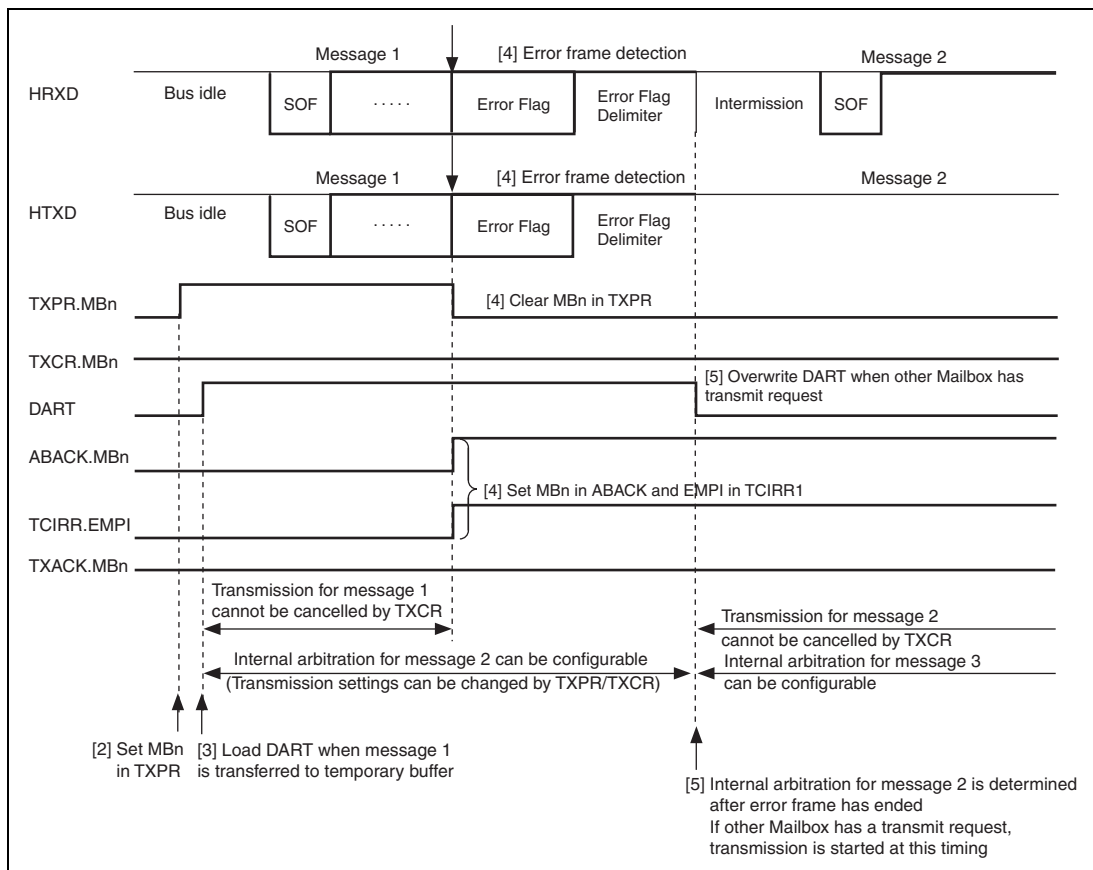 Message 1
[4] Error frame detection
Message 2
HRXD
Bus idle
SOF
· · · · ·
Error Flag
Error Flag
Delimiter
Intermission
SOF
Message 1
[4] Error frame detection
Message 2
HTXD
Bus idle
SOF
· · · · ·
Error Flag
Error Flag
Delimiter
TXPR.MBn
[4] Clear MBn in TXPR
TXCR.MBn
[5] Overwrite DART when other Mailbox has
transmit request
DART
ABACK.MBn
[4] Set MBn in ABACK and EMPI in TCIRR1
TCIRR.EMPI
TXACK.MBn
Transmission for message 1
cannot be cancelled by TXCR
Transmission for message 2
cannot be cancelled by TXCR
Internal arbitration for message 2 can be configurable
(Transmission settings can be changed by TXPR/TXCR)
Internal arbitration for message 3
can be configurable
[2] Set MBn
in TXPR
[3] Load DART when message 1
is transferred to temporary buffer
[5] Internal arbitration for message 2 is determined
after error frame has ended
If other Mailbox has a transmit request,
transmission is started at this timing